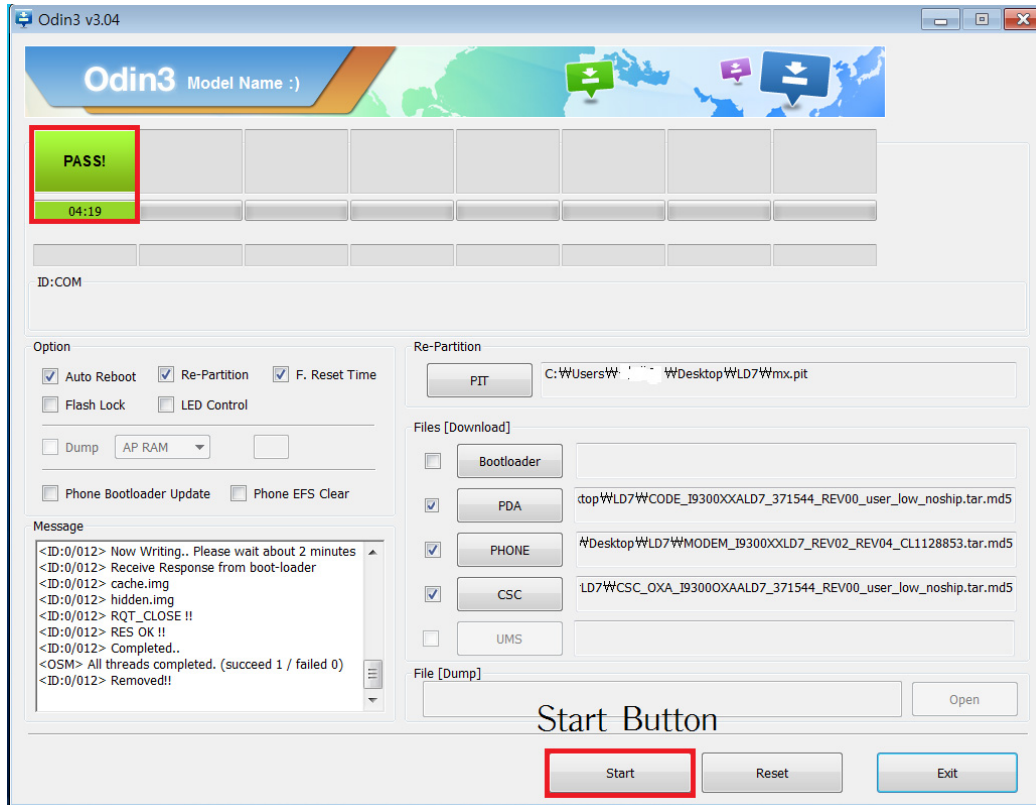 Odin3 v3.04
Odin3 Model Name :)
PASS!
04:19
ID:COM
Option
Auto Reboot Re-Partition F. Reset Time
Flash Lock LED Control
Dump AP RAM
Phone Bootloader Update Phone EFS Clear
Message
<ID:0/012> Now Writing.. Please wait about 2 minutes
<ID:0/012> Receive Response from boot-loader
<ID:0/012> cache.img
<ID:0/012> hidden.img
<ID:0/012> RQT_CLOSE !!
<ID:0/012> RES OK !!
<ID:0/012> Completed..
<OSM> All threads completed. (succeed 1 / failed 0)
<ID:0/012> Removed!!
Re-Partition
PIT C:₩Users₩ ₩Desktop₩LD7₩mx.pit
Files [Download]
Bootloader
PDA ctop₩LD7₩CODE_I9300XXALD7_371544_REV00_user_low_noship.tar.md5
PHONE ₩Desktop₩LD7₩MODEM_I9300XXLD7_REV02_REV04_CL1128853.tar.md5
CSC LD7₩CSC_OXA_I9300OXAALD7_371544_REV00_user_low_noship.tar.md5
UMS
File [Dump]
Open
Start Button
Start Reset Exit